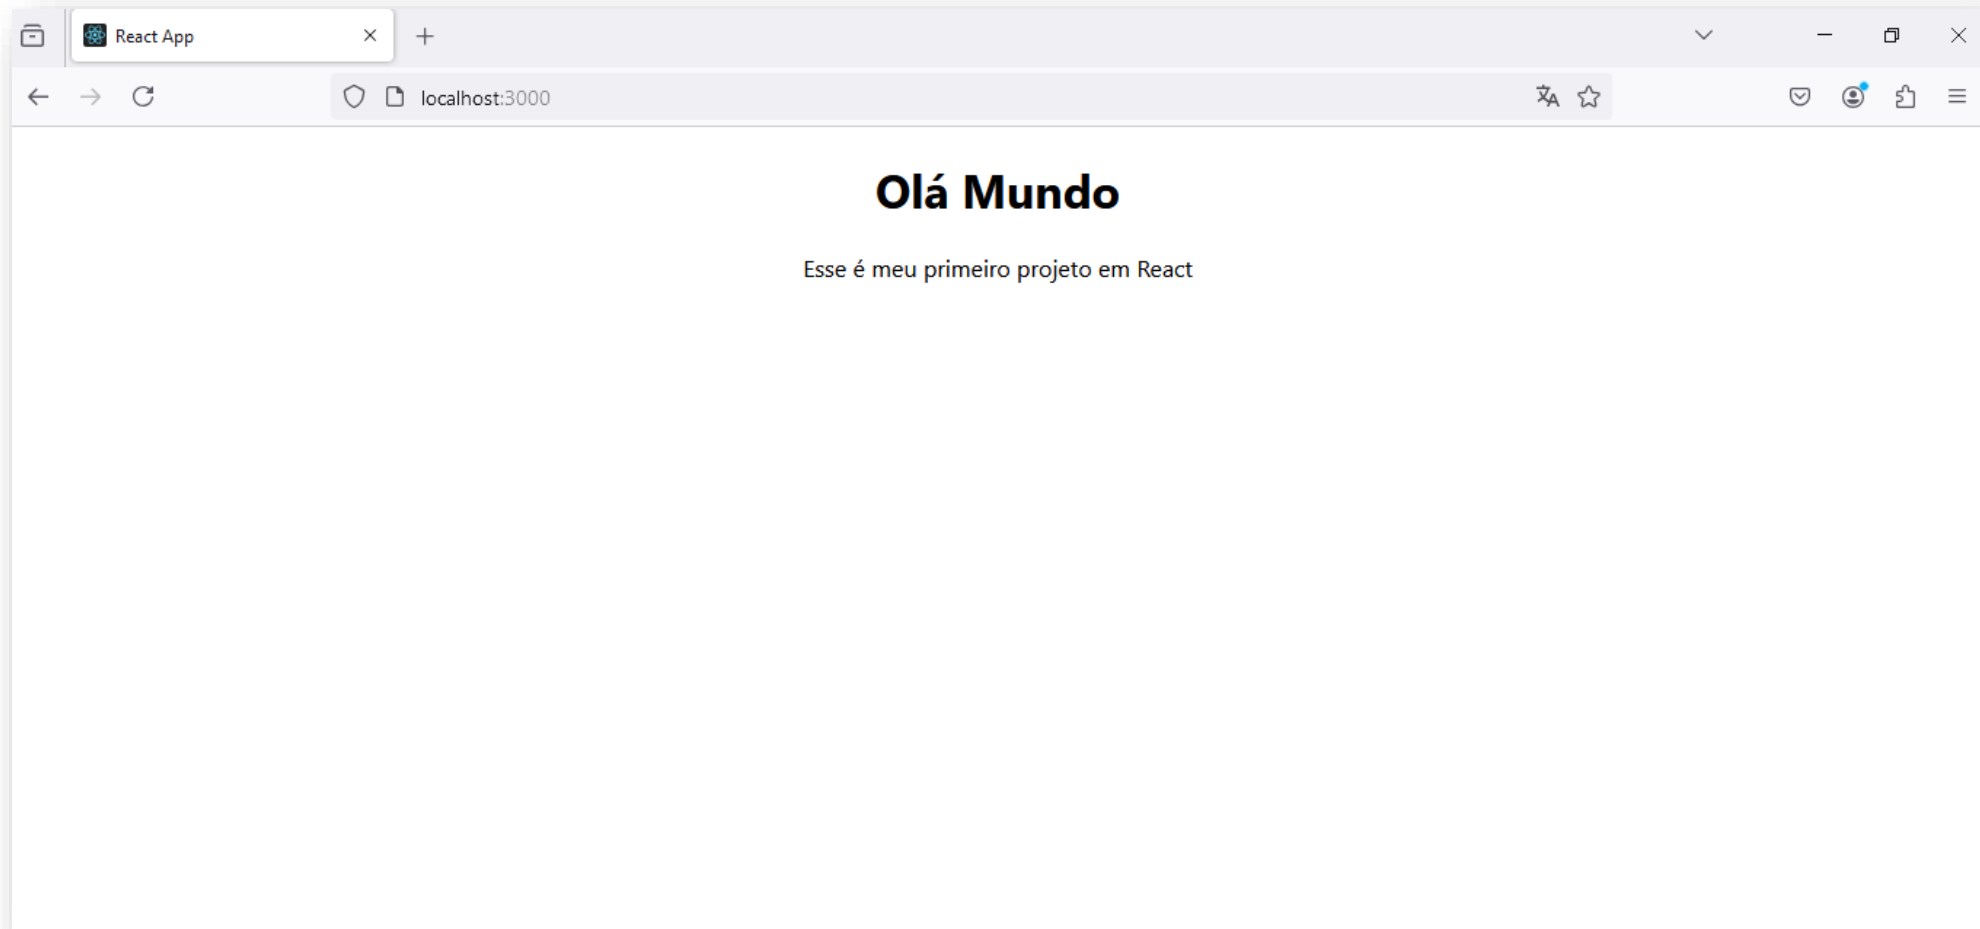 React App
localhost:3000
Olá Mundo
Esse é meu primeiro projeto em React